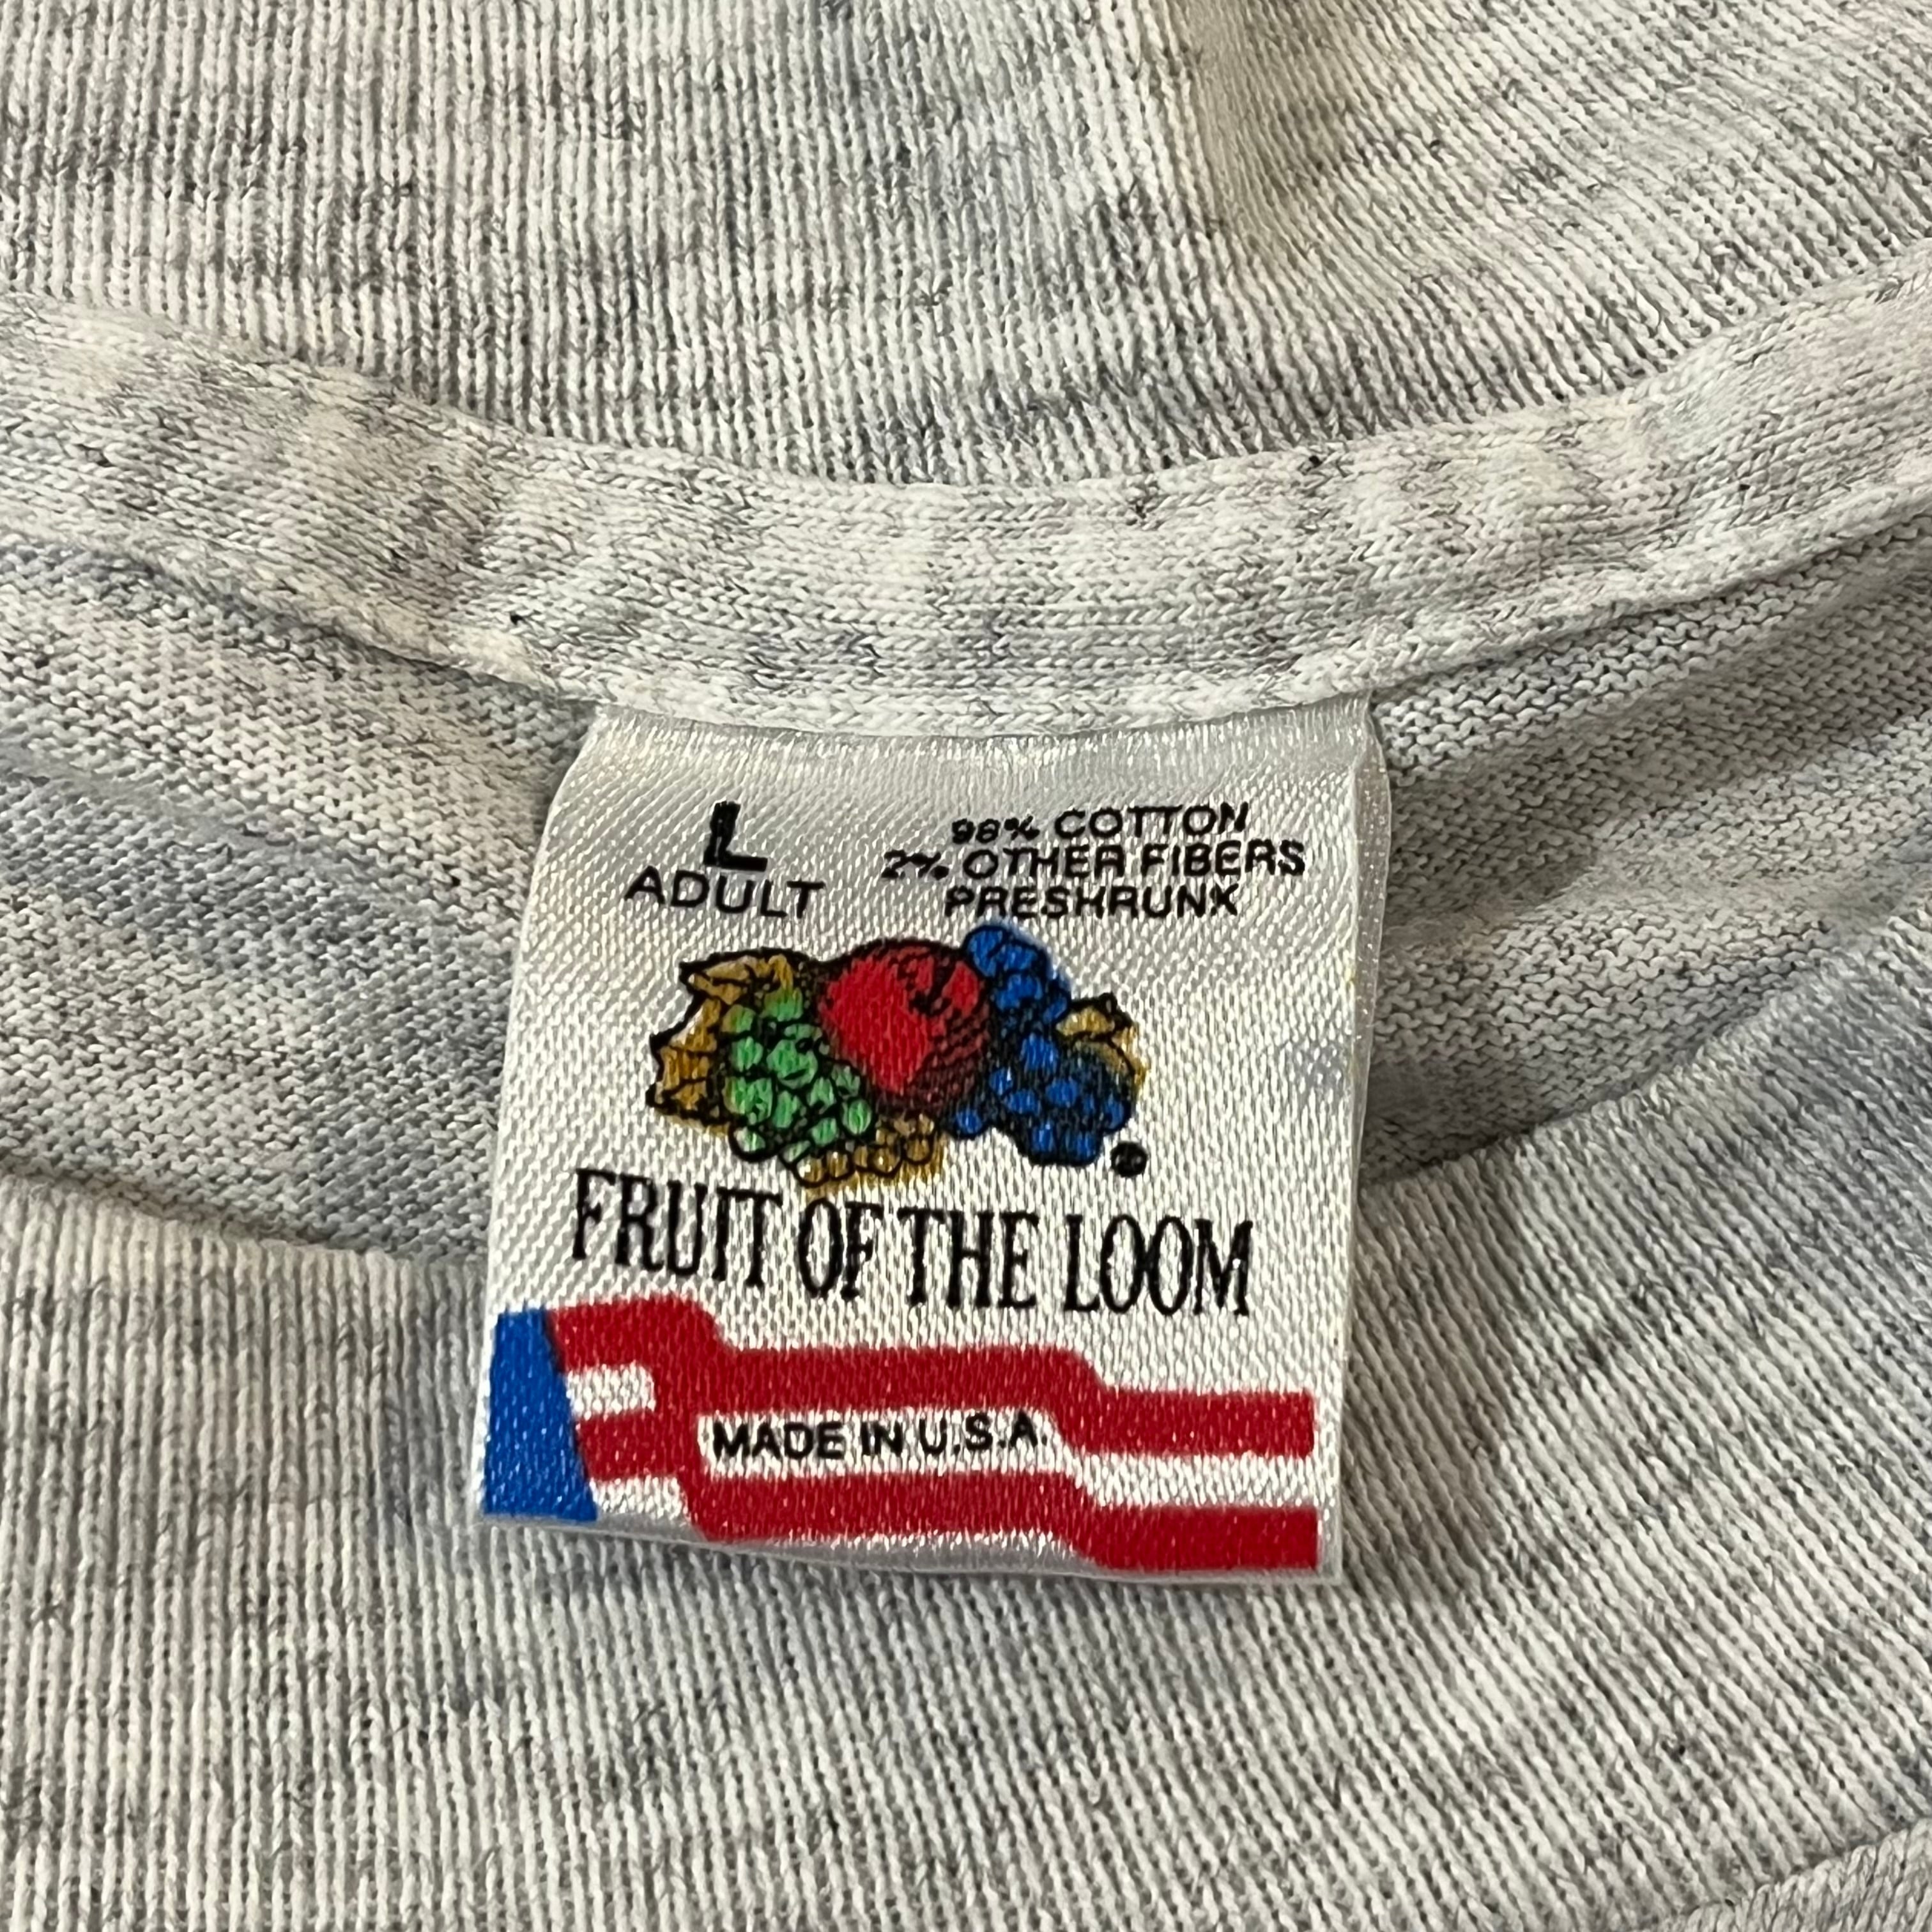 L
ADULT
98% COTTON
2% OTHER FIBERS
PRESHRUNK
FRUIT OF THE LOOM
MADE IN U.S.A.